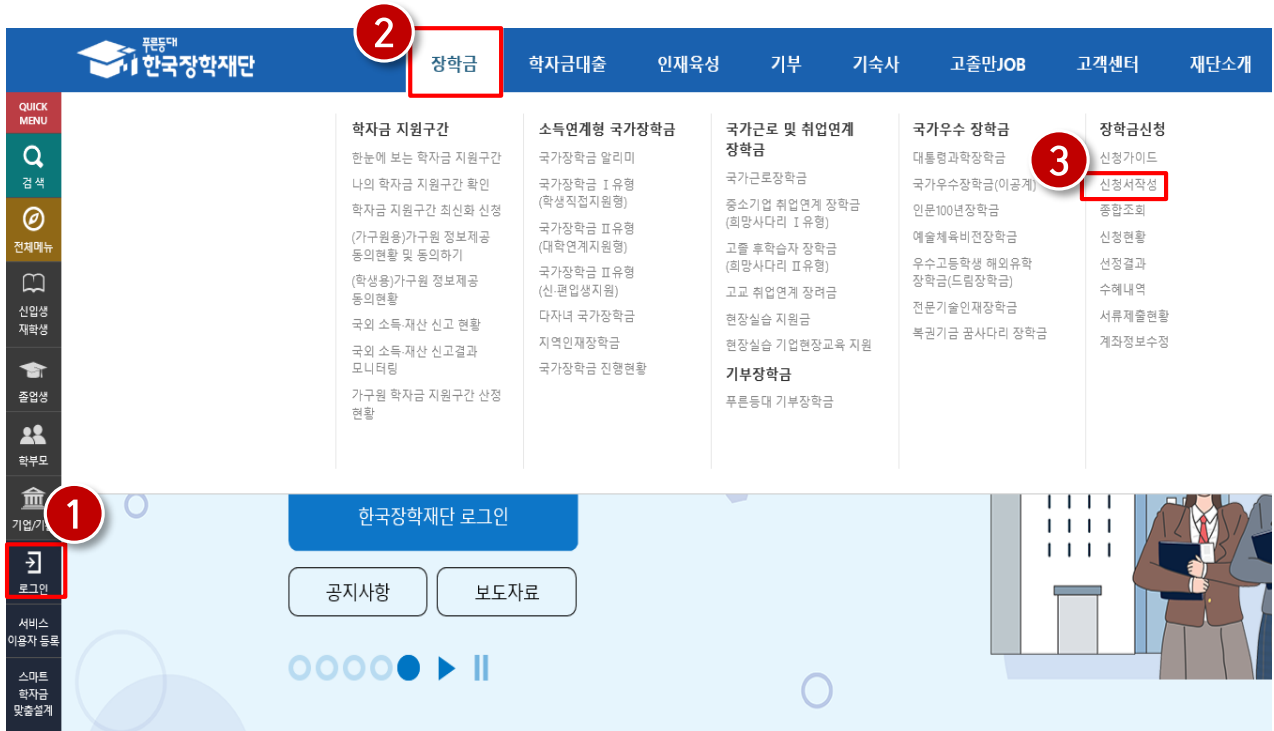 푸른등대
한국장학재단
2
장학금
학자금대출
인재육성
기부
기숙사
고졸만JOB
고객센터
재단소개
QUICK
MENU
검색
전체메뉴
신입생
재학생
졸업생
학부모
기업/기
1
로그인
서비스
이용자 등록
스마트
학자금
맞춤설계
학자금 지원구간
한눈에 보는 학자금 지원구간
나의 학자금 지원구간 확인
학자금 지원구간 최신화 신청
(가구원용)가구원 정보제공
동의현황 및 동의하기
(학생용)가구원 정보제공
동의현황
국외 소득·재산 신고 현황
국외 소득·재산 신고결과
모니터링
가구원 학자금 지원구간 산정
현황
소득연계형 국가장학금
국가장학금 알리미
국가장학금 Ⅰ유형
(학생직접지원형)
국가장학금 Ⅱ유형
(대학연계지원형)
국가장학금 Ⅱ유형
(신·편입생지원)
다자녀 국가장학금
지역인재장학금
국가장학금 진행현황
국가근로 및 취업연계
장학금
국가근로장학금
중소기업 취업연계 장학금
(희망사다리 Ⅰ유형)
고졸 후학습자 장학금
(희망사다리 Ⅱ유형)
고교 취업연계 장려금
현장실습 지원금
현장실습 기업현장교육 지원
기부장학금
푸른등대 기부장학금
국가우수 장학금
대통령과학장학금
국가우수장학금(이공계)
인문100년장학금
예술체육비전장학금
우수고등학생 해외유학
장학금(드림장학금)
전문기술인재장학금
복권기금 꿈사다리 장학금
3
장학금신청
신청가이드
신청서작성
종합조회
신청현황
선정결과
수혜내역
서류제출현황
계좌정보수정
한국장학재단 로그인
공지사항
보도자료